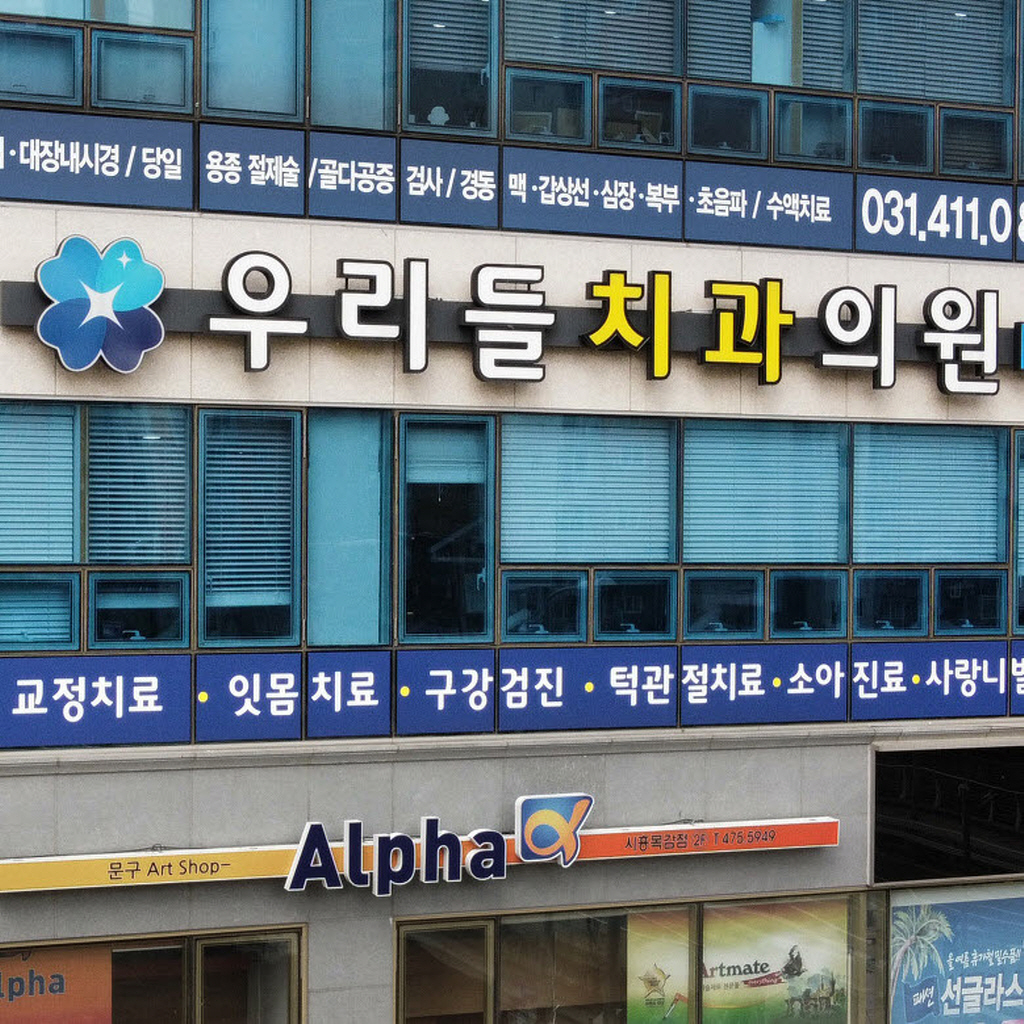 ·대장내시경 / 당일 용종 절제술 /골다공증 검사 / 경동맥 ·갑상선·심장·복부 ·초음파 / 수액치료 031.411.0
우리들치과의원
교정치료 · 잇몸치료 · 구강검진 · 턱관절치료·소아진료·사랑니발
문구 Art Shop
Alpha
시흥목감점 2F T 475-5949
lpha
Artmate
패션 선글라스